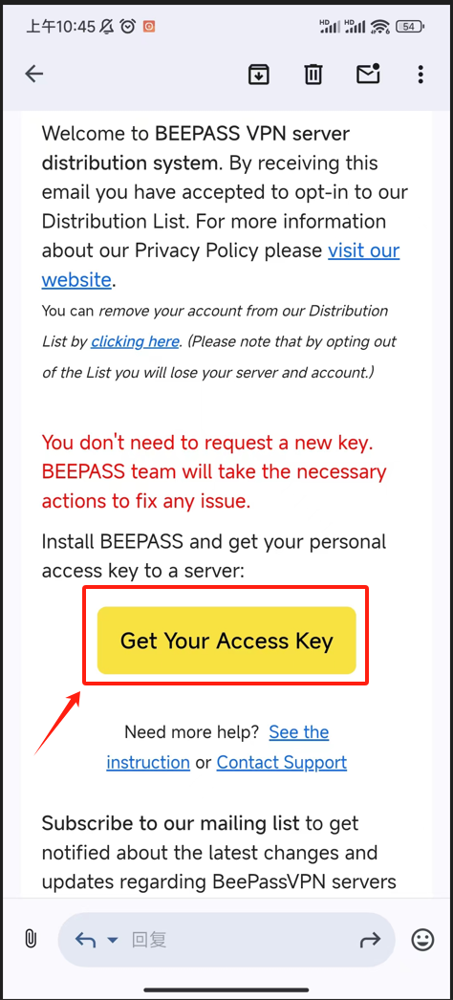 上午10:45
HD HD 54
Welcome to BEEPASS VPN server
distribution system. By receiving this
email you have accepted to opt-in to our
Distribution List. For more information
about our Privacy Policy please visit our
website.
You can remove your account from our Distribution
List by clicking here. (Please note that by opting out
of the List you will lose your server and account.)
You don't need to request a new key.
BEEPASS team will take the necessary
actions to fix any issue.
Install BEEPASS and get your personal
access key to a server:
Get Your Access Key
Need more help? See the
instruction or Contact Support
Subscribe to our mailing list to get
notified about the latest changes and
updates regarding BeePassVPN servers
回复